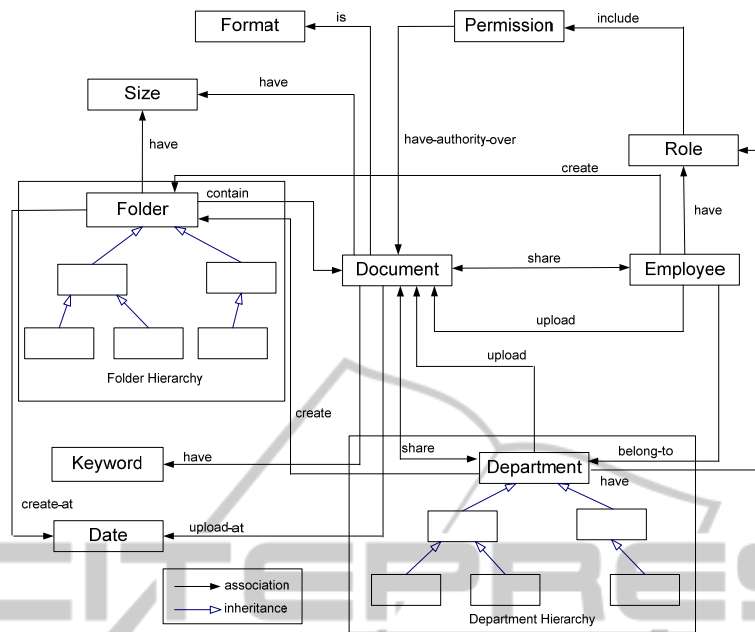 Format
is
Permission
include
Size
have
have
have-authority-over
Role
create
contain
Folder
have
Document
share
Employee
upload
upload
Folder Hierarchy
create
share
belong-to
Keyword
have
Department
have
create-at
Date
upload-at
association
inheritance
Department Hierarchy
CITEPRES